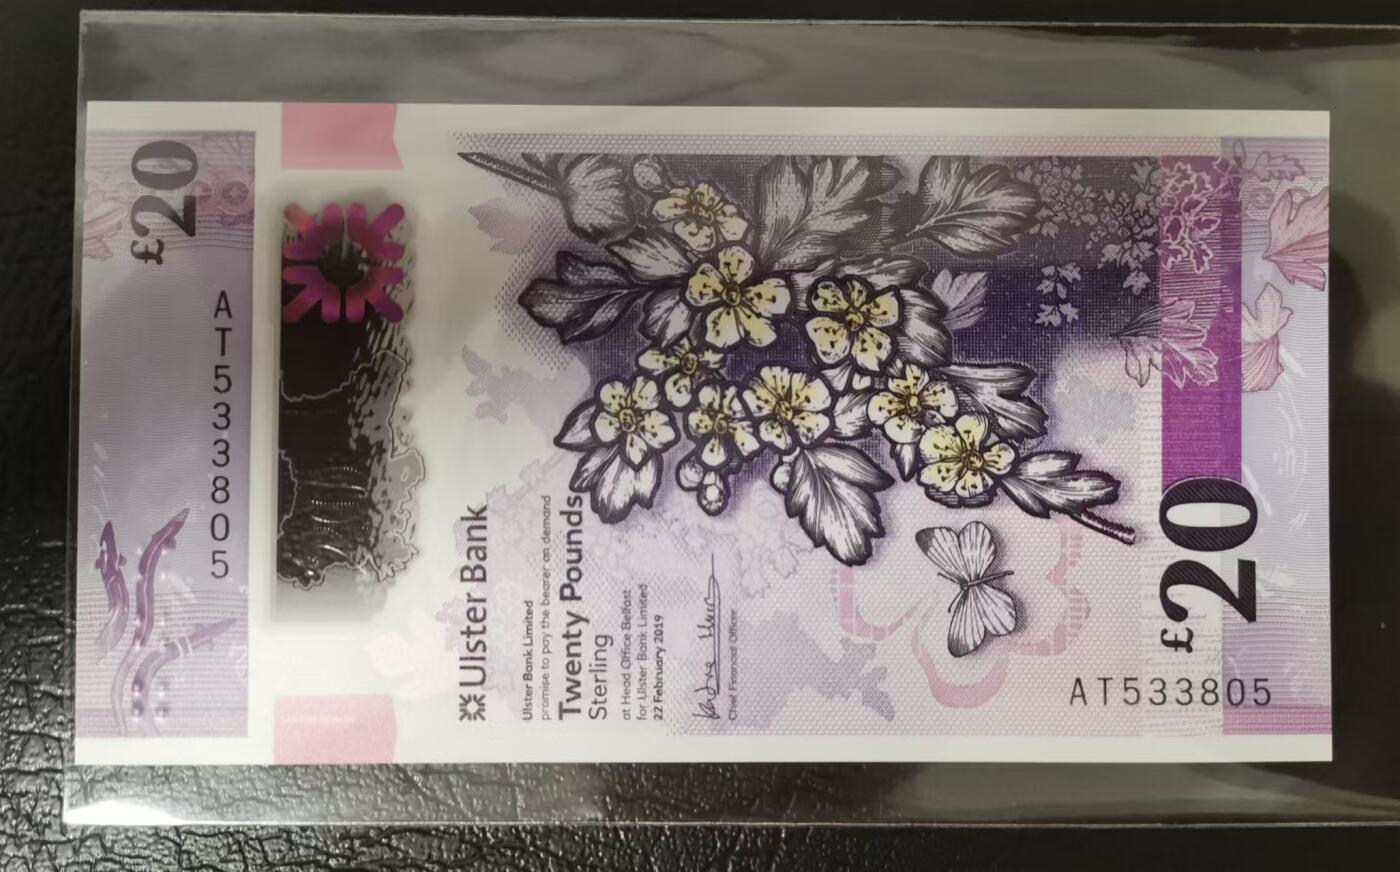 £20
AT533805
Ulster Bank
Ulster Bank Limited
promise to pay the bearer on demand
Twenty Pounds
Sterling
at Head Office Belfast
for Ulster Bank Limited
22 February 2019
Chief Financial Officer
£20
AT533805